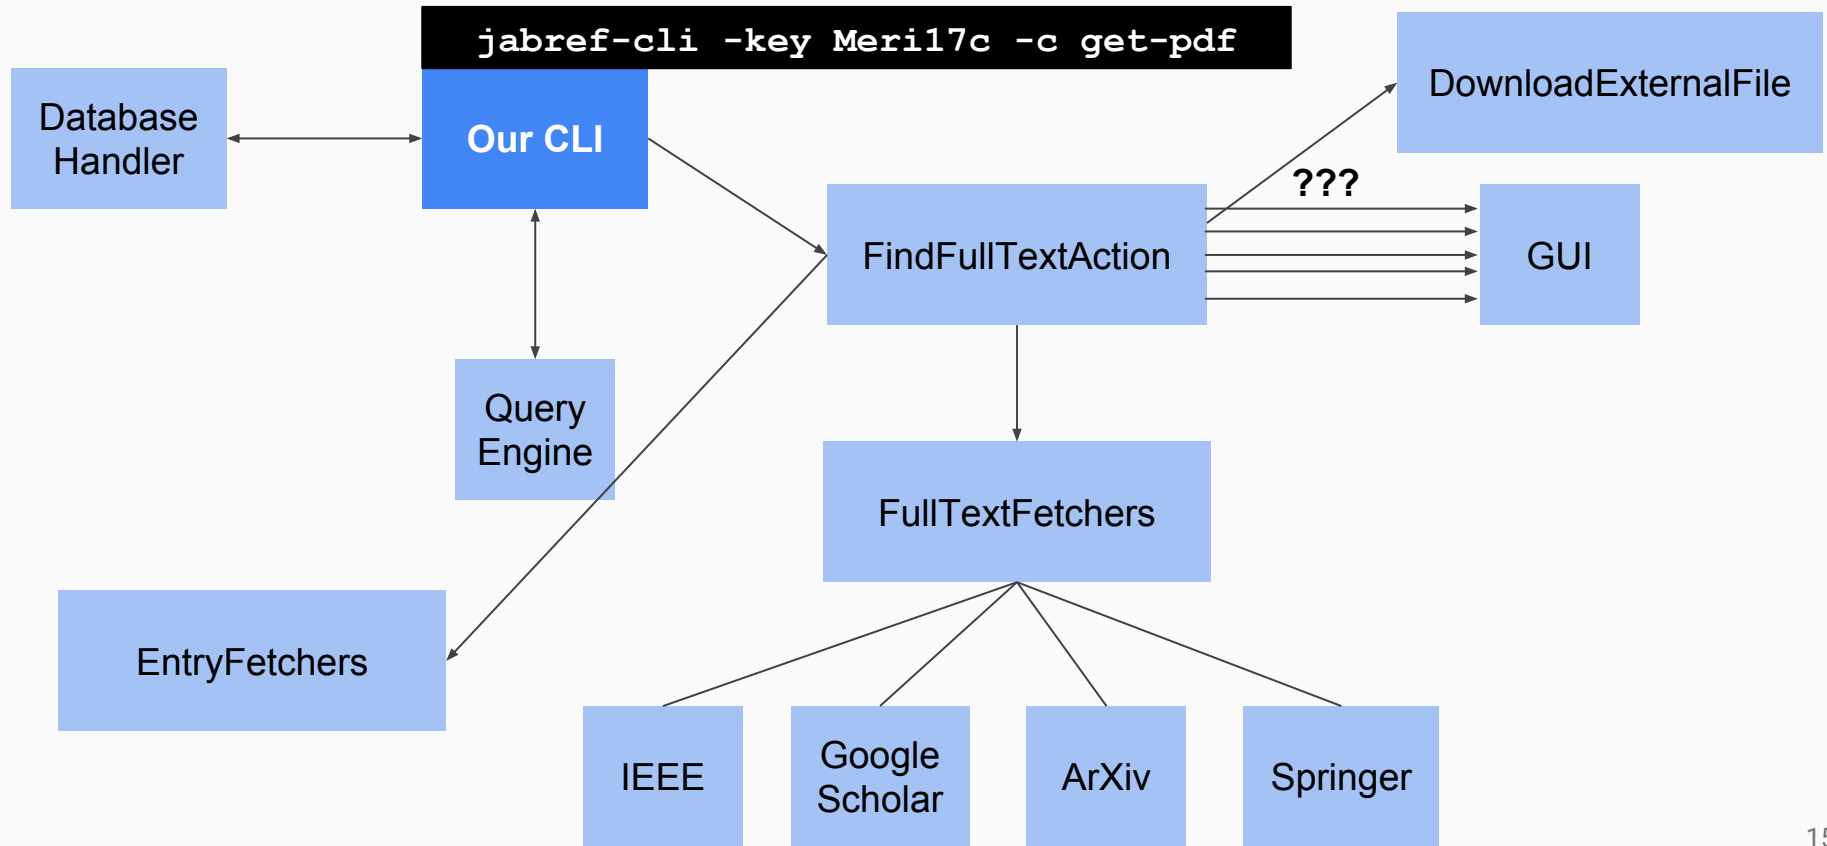 jabref-cli -key Meri17c -c get-pdf
Database
Handler
Our CLI
DownloadExternalFile
???
FindFullTextAction
GUI
Query
Engine
FullTextFetchers
EntryFetchers
IEEE
Google
Scholar
ArXiv
Springer
15